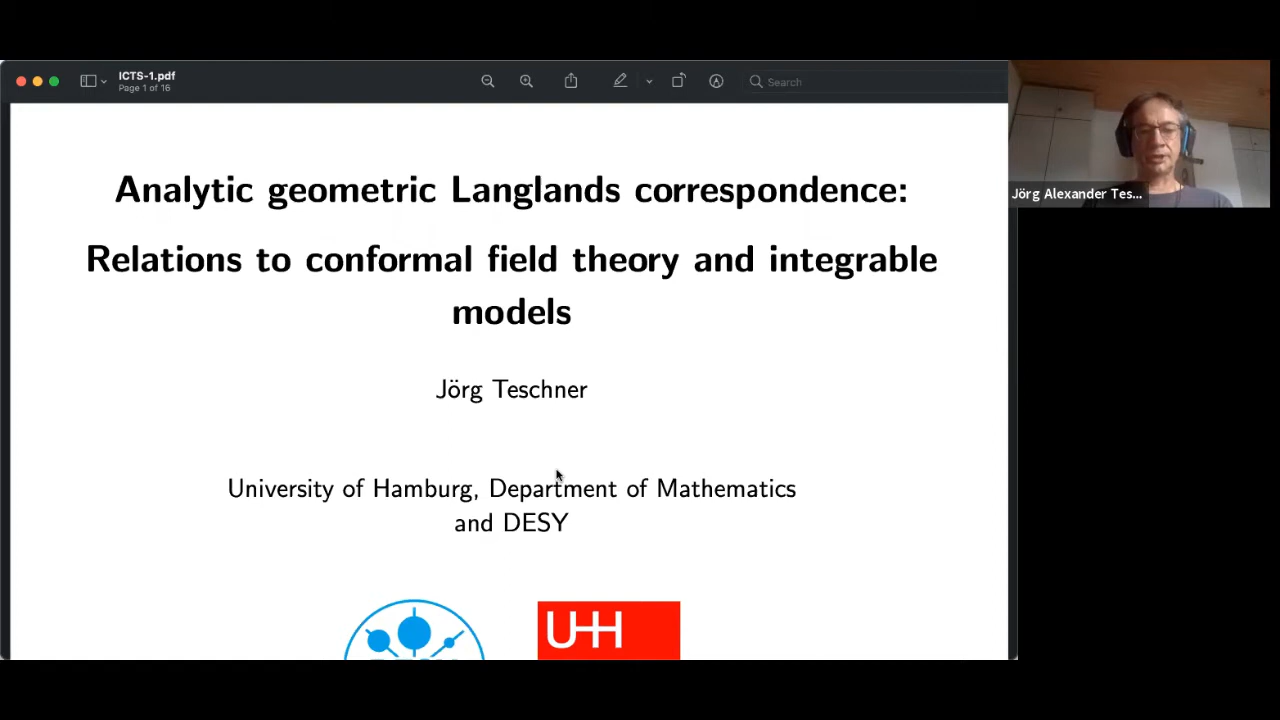 ICTS-1.pdf
Page 1 of 16
Search
Analytic geometric Langlands correspondence:
Relations to conformal field theory and integrable
models
Jörg Teschner
University of Hamburg, Department of Mathematics
and DESY
UHH
Jörg Alexander Tes...